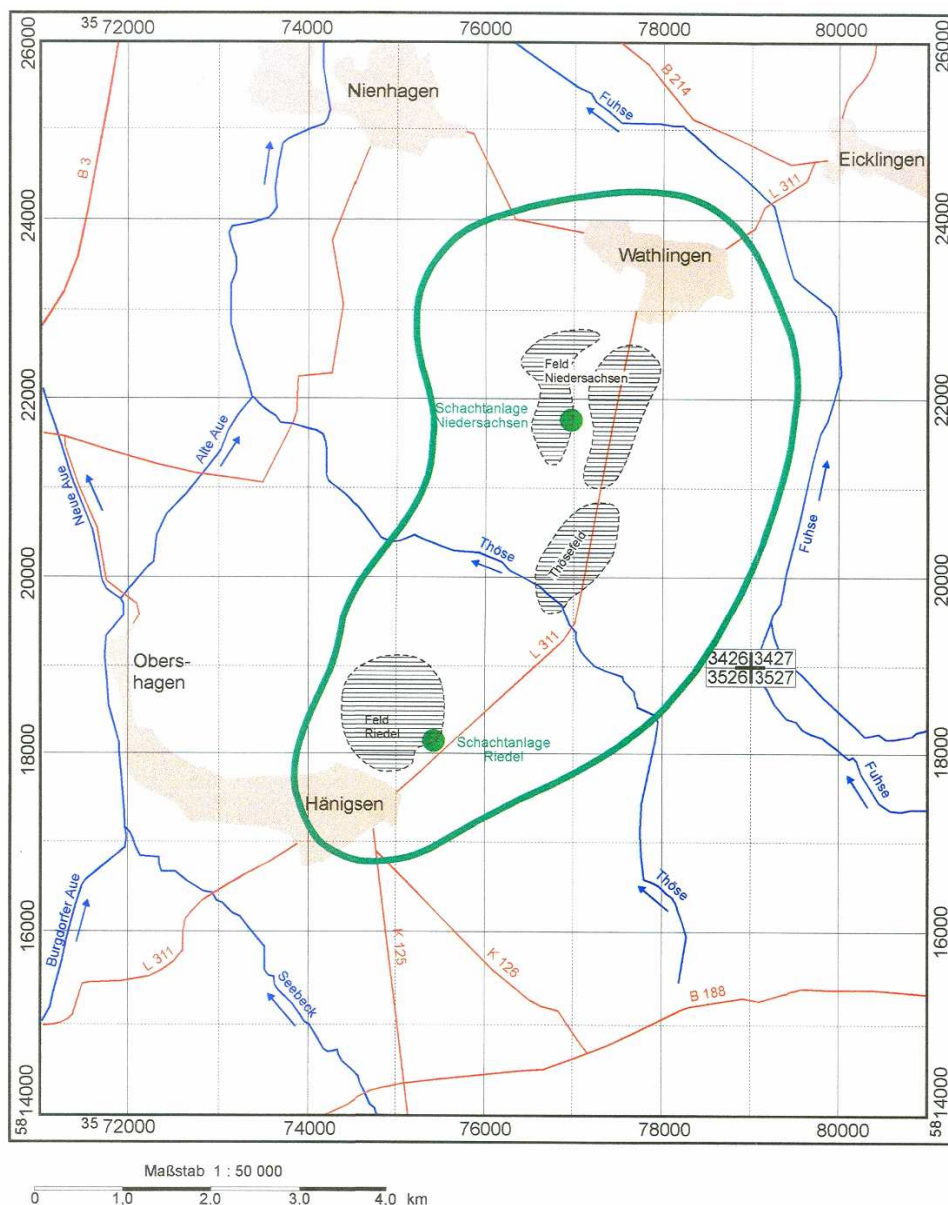 35 72000
74000
76000
78000
80000
26000
26000
Nienhagen
Fuhse
B 214
B 3
Eicklingen
L 311
24000
24000
Wathlingen
Feld
Niedersachsen
22000
22000
Schachtanlage
Niedersachsen
Alte Aue
Neue Aue
Fuhse
Thöse
Thösefeld
20000
20000
L 311
3426 3427
3526 3527
Obers-
hagen
Feld
Riedel
Schachtanlage
Riedel
18000
18000
Hänigsen
Fuhse
Thöse
Burgdorfer Aue
16000
16000
L 311
K 125
K 126
Seebeck
B 188
58 14000
58 14000
35 72000
74000
76000
78000
80000
Maßstab 1 : 50 000
0 1.0 2.0 3.0 4.0 km